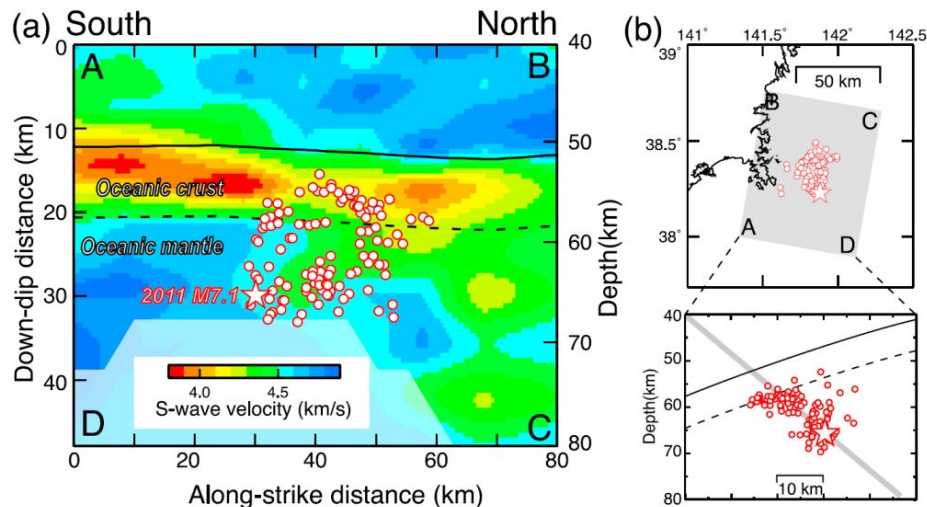 (a) South North
A B
Down-dip distance (km)
0
10
20
30
40
40
50
60
70
80
Depth(km)
Oceanic crust
Oceanic mantle
2011 M7.1
4.0 4.5
S-wave velocity (km/s)
D C
0 20 40 60 80
Along-strike distance (km)
(b)
141° 141.5° 142° 142.5°
39°
38.5°
38°
50 km
B
C
A
D
40
50
60
70
80
Depth(km)
10 km